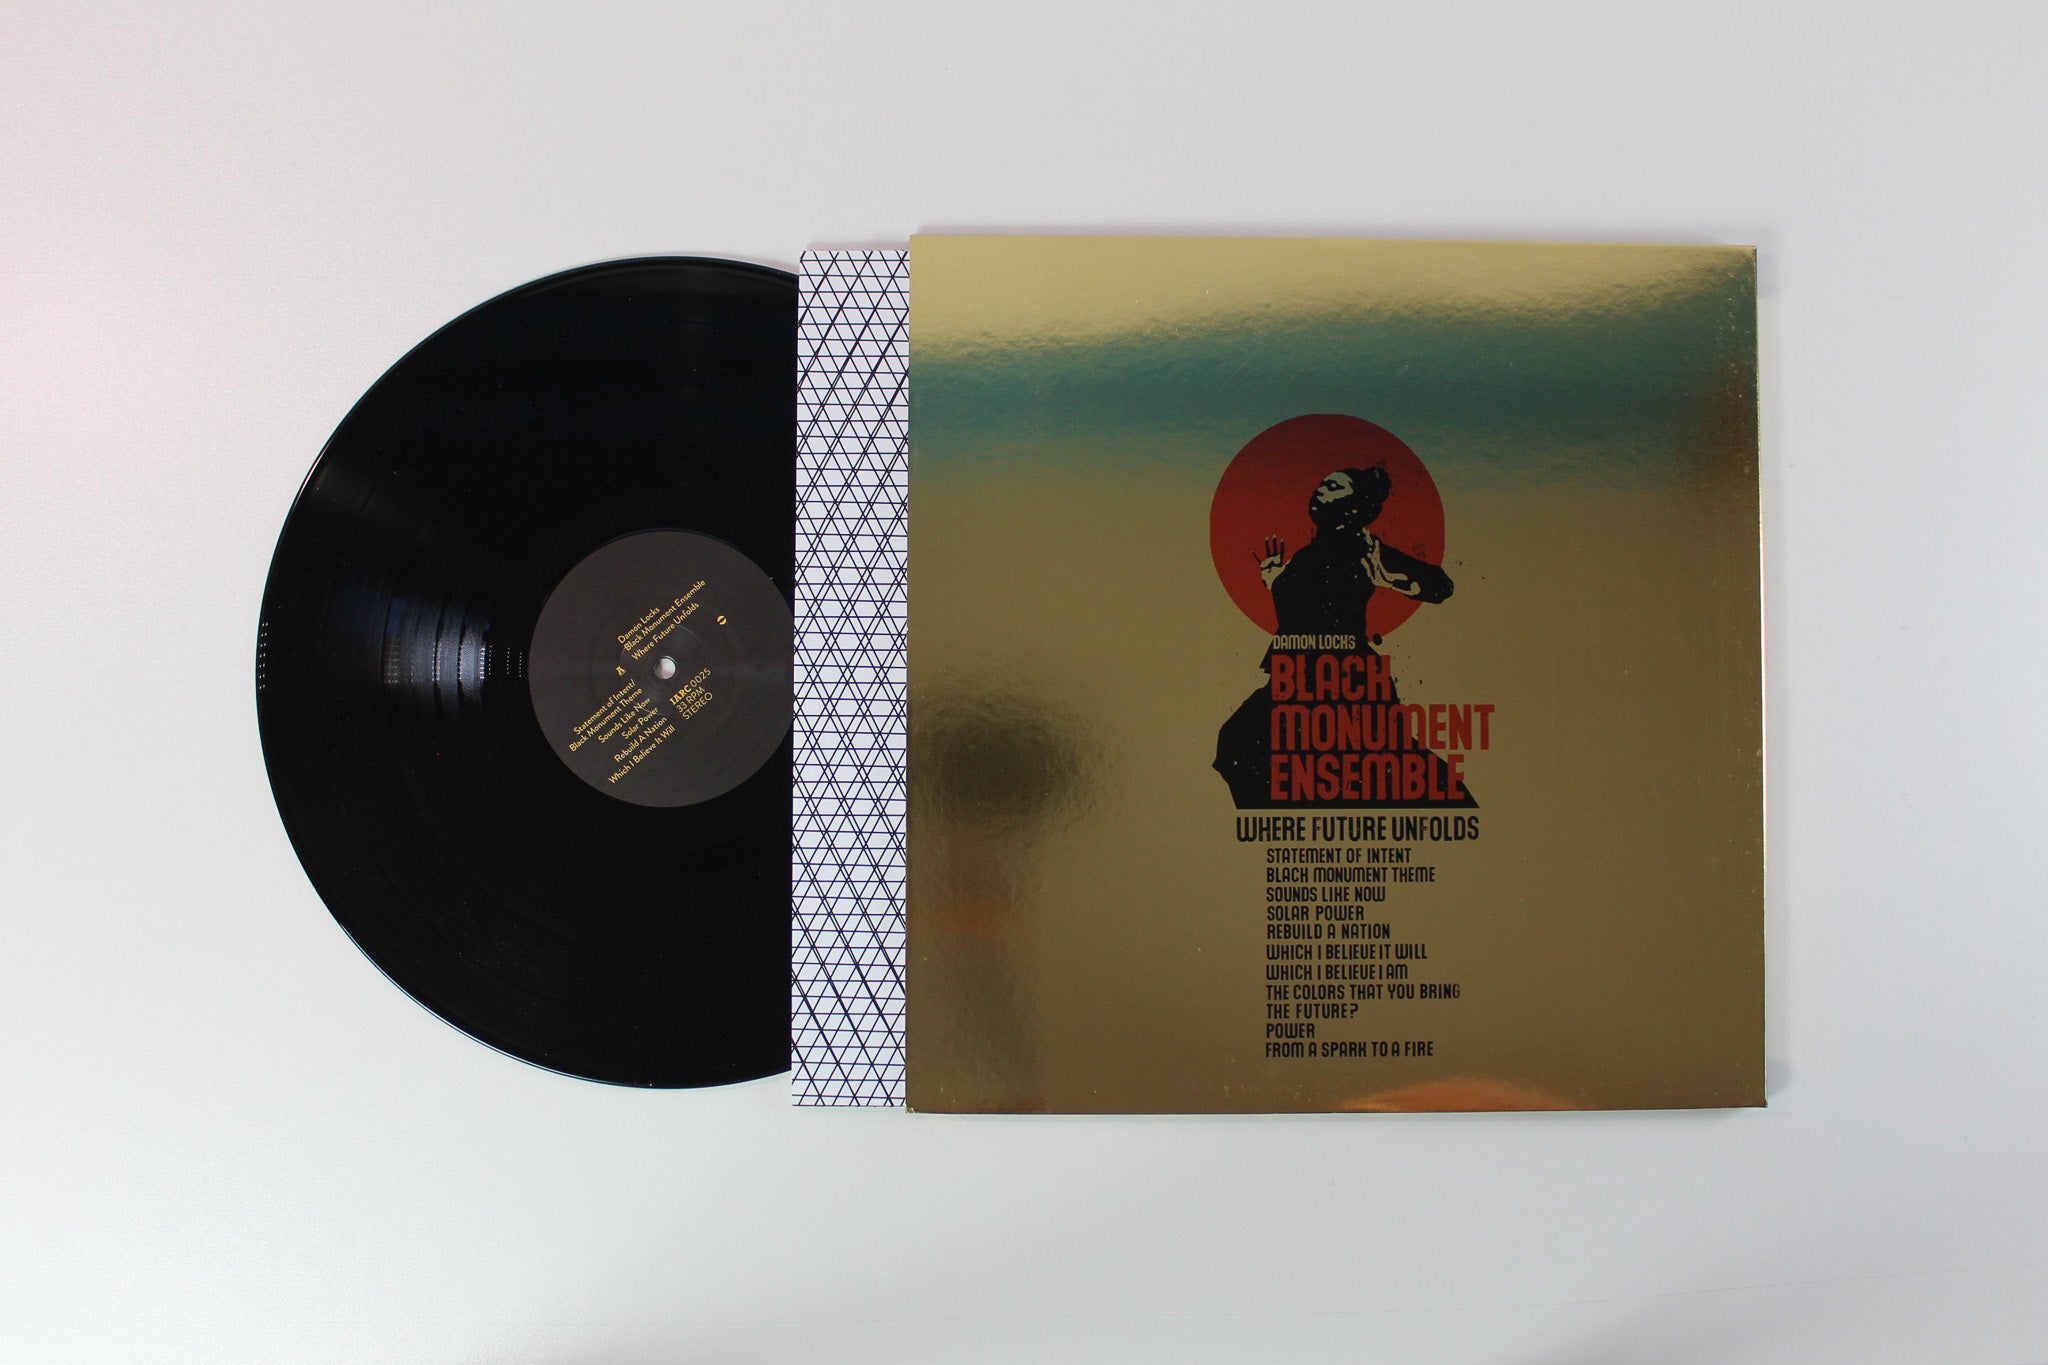 Damon Locks
Black Monument Ensemble
Where Future Unfolds
A
IARC 0025
33 RPM
STEREO
Statement of Intent/
Black Monument Theme
Sounds Like Now
Solar Power
Rebuild A Nation
Which I Believe It Will
DAMON LOCKS
BLACK
MONUMENT
ENSEMBLE
WHERE FUTURE UNFOLDS
STATEMENT OF INTENT
BLACK MONUMENT THEME
SOUNDS LIKE NOW
SOLAR POWER
REBUILD A NATION
WHICH I BELIEVE IT WILL
WHICH I BELIEVE I AM
THE COLORS THAT YOU BRING
THE FUTURE?
POWER
FROM A SPARK TO A FIRE